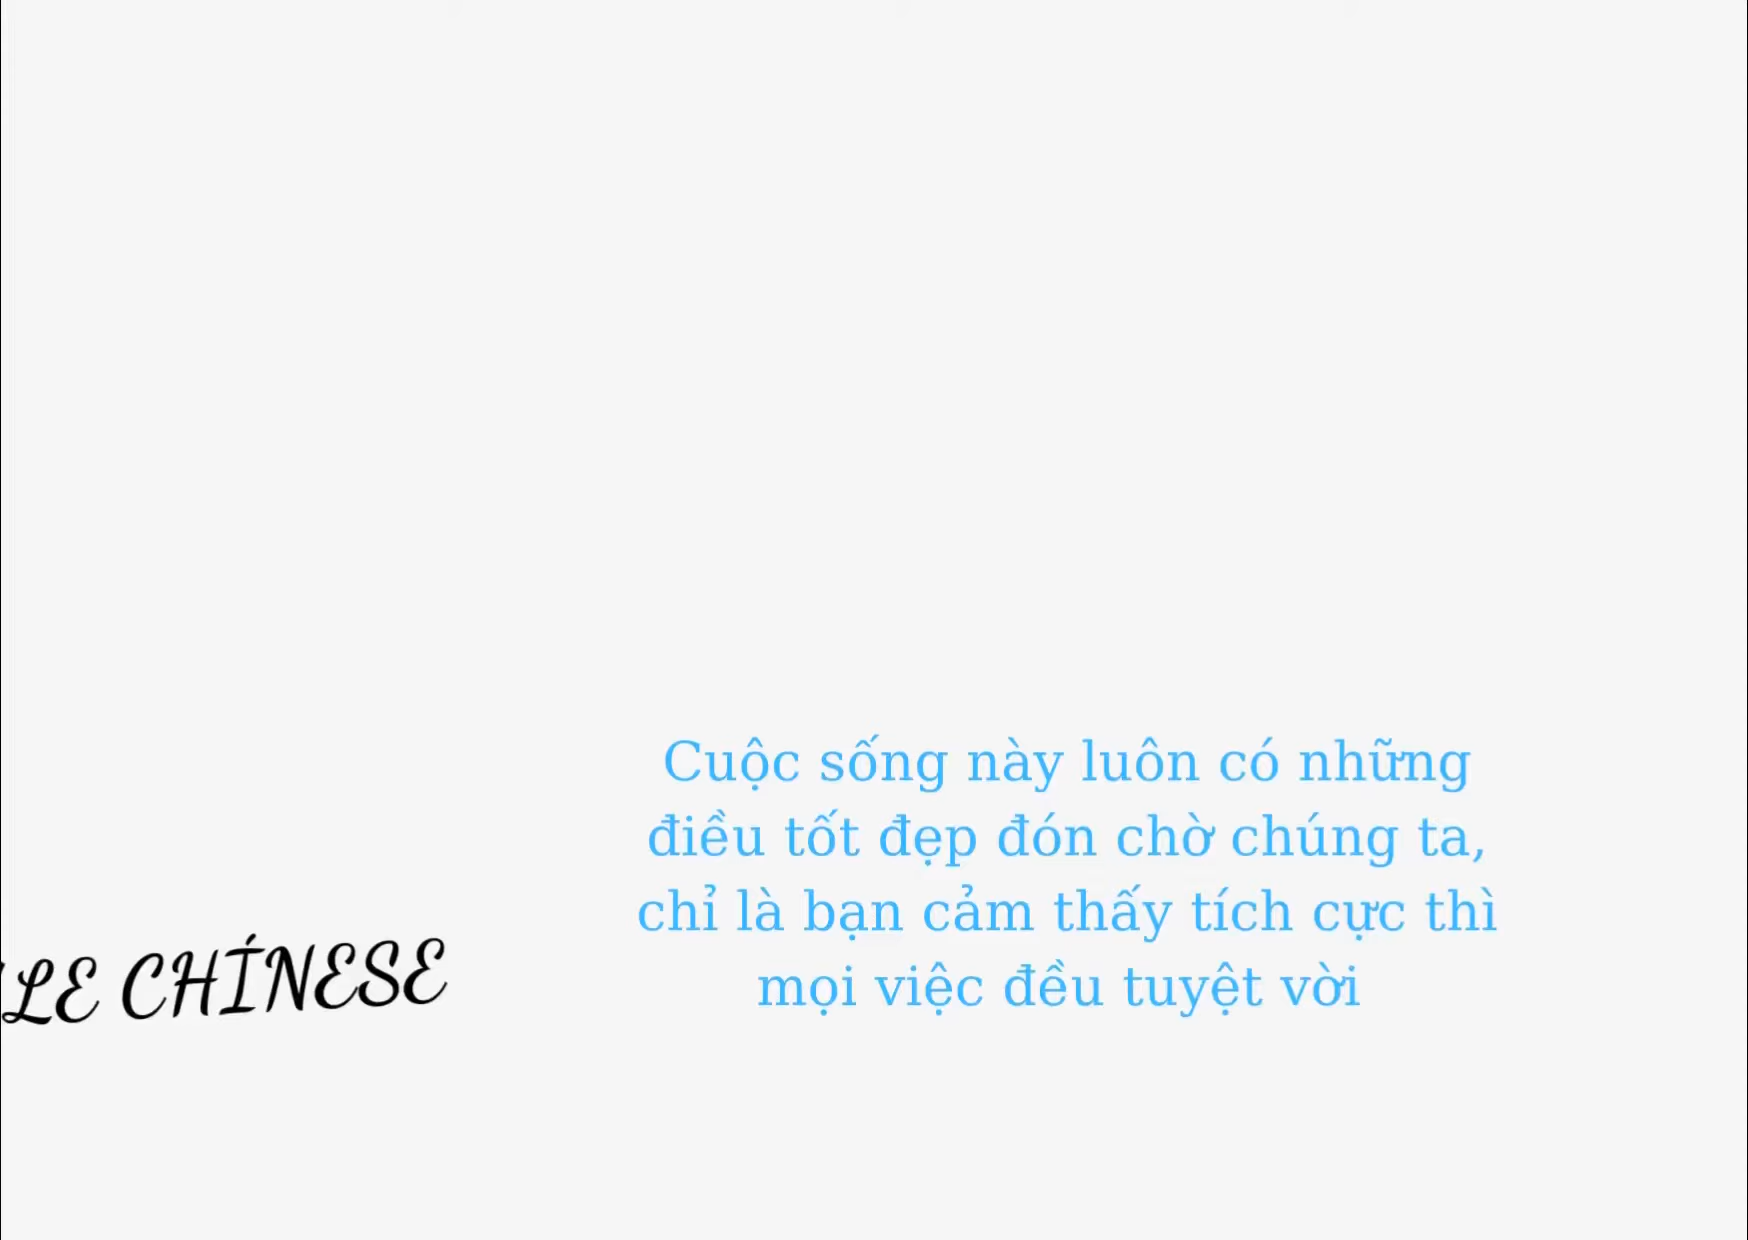 Cuộc sống này luôn có những
điều tốt đẹp đón chờ chúng ta,
chỉ là bạn cảm thấy tích cực thì
mọi việc đều tuyệt vời
LE CHÍNESE